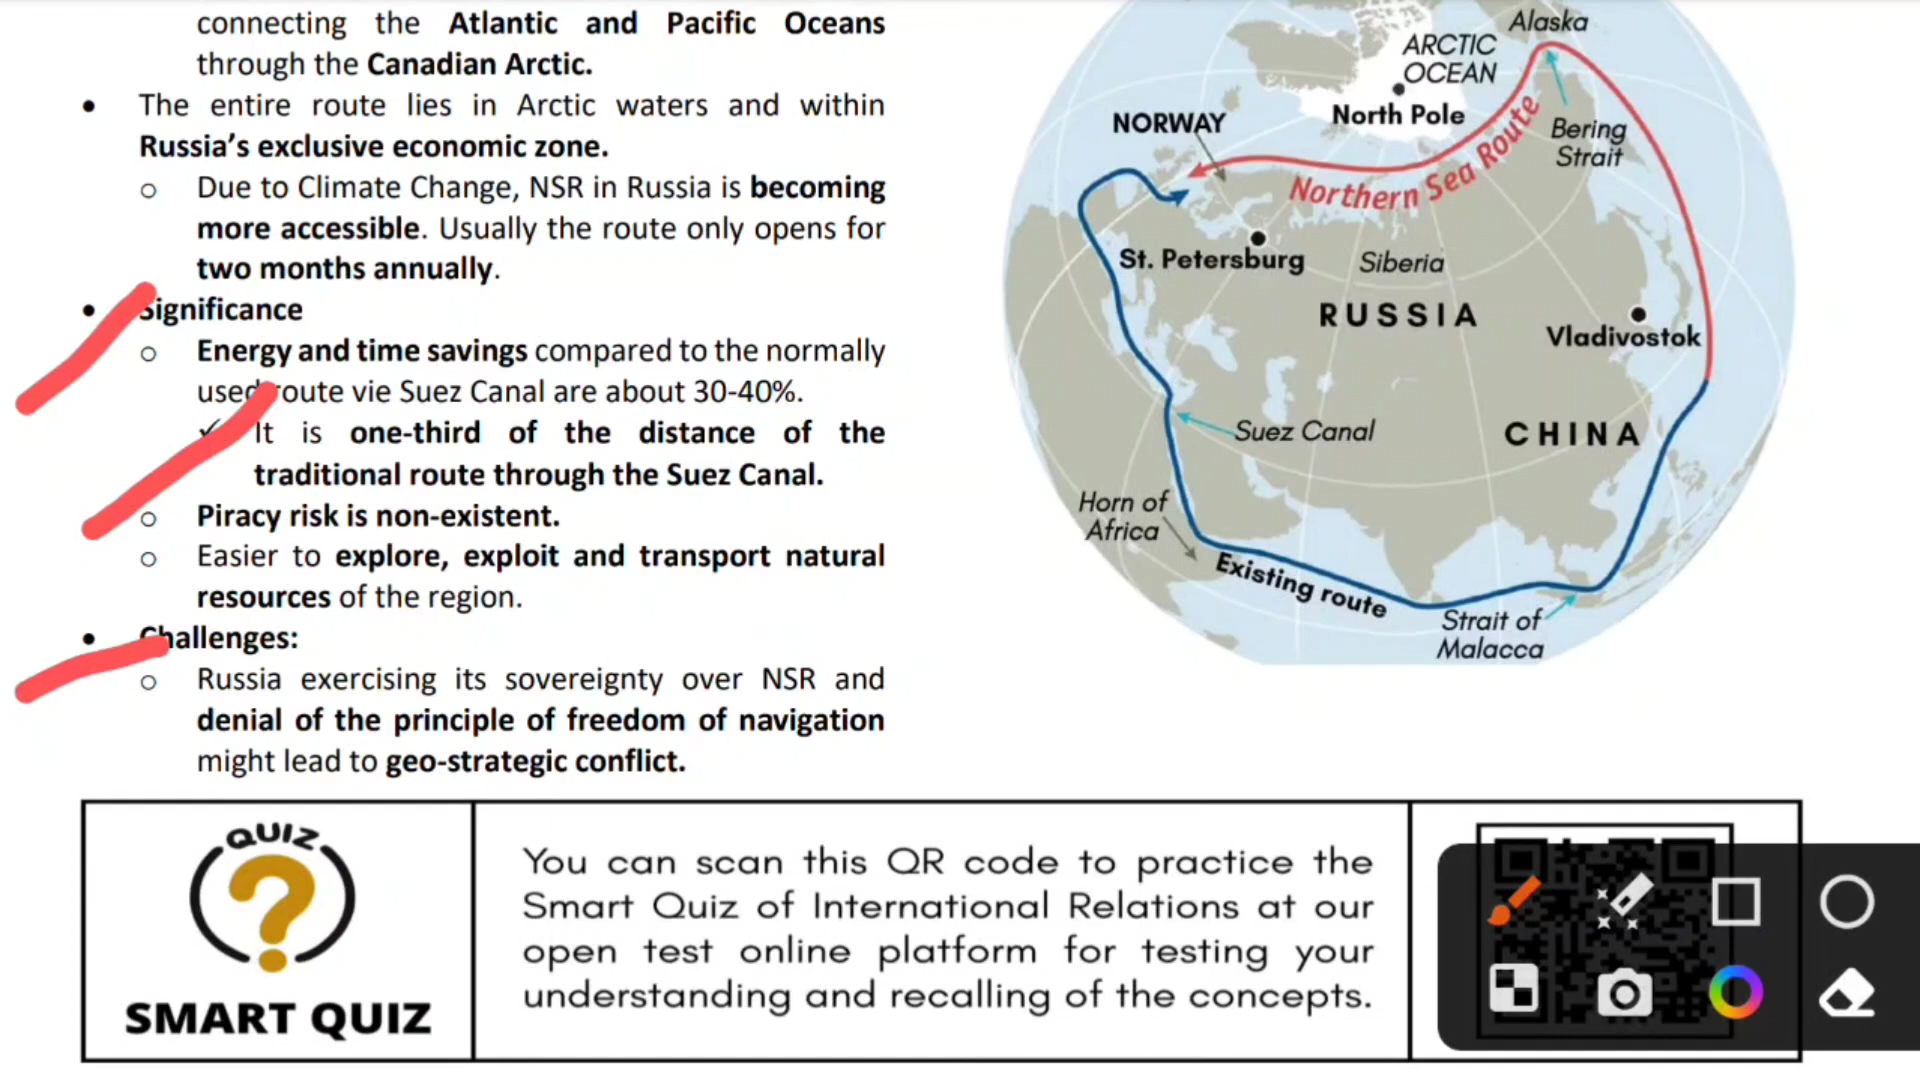 connecting the Atlantic and Pacific Oceans
through the Canadian Arctic.
• The entire route lies in Arctic waters and within
Russia’s exclusive economic zone.
o Due to Climate Change, NSR in Russia is becoming
more accessible. Usually the route only opens for
two months annually.
• Significance
o Energy and time savings compared to the normally
used route vie Suez Canal are about 30-40%.
✓ It is one-third of the distance of the
traditional route through the Suez Canal.
o Piracy risk is non-existent.
o Easier to explore, exploit and transport natural
resources of the region.
• Challenges:
o Russia exercising its sovereignty over NSR and
denial of the principle of freedom of navigation
might lead to geo-strategic conflict.
Alaska
ARCTIC
OCEAN
North Pole
NORWAY
Bering
Strait
Northern Sea Route
St. Petersburg
Siberia
RUSSIA
Vladivostok
Suez Canal
CHINA
Horn of
Africa
Existing route
Strait of
Malacca
QUIZ
?
SMART QUIZ
You can scan this QR code to practice the
Smart Quiz of International Relations at our
open test online platform for testing your
understanding and recalling of the concepts.